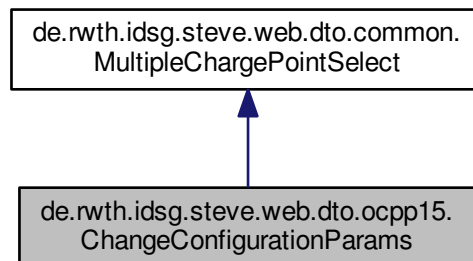 de.rwth.idsg.steve.web.dto.common.
MultipleChargePointSelect
de.rwth.idsg.steve.web.dto.ocpp15.
ChangeConfigurationParams